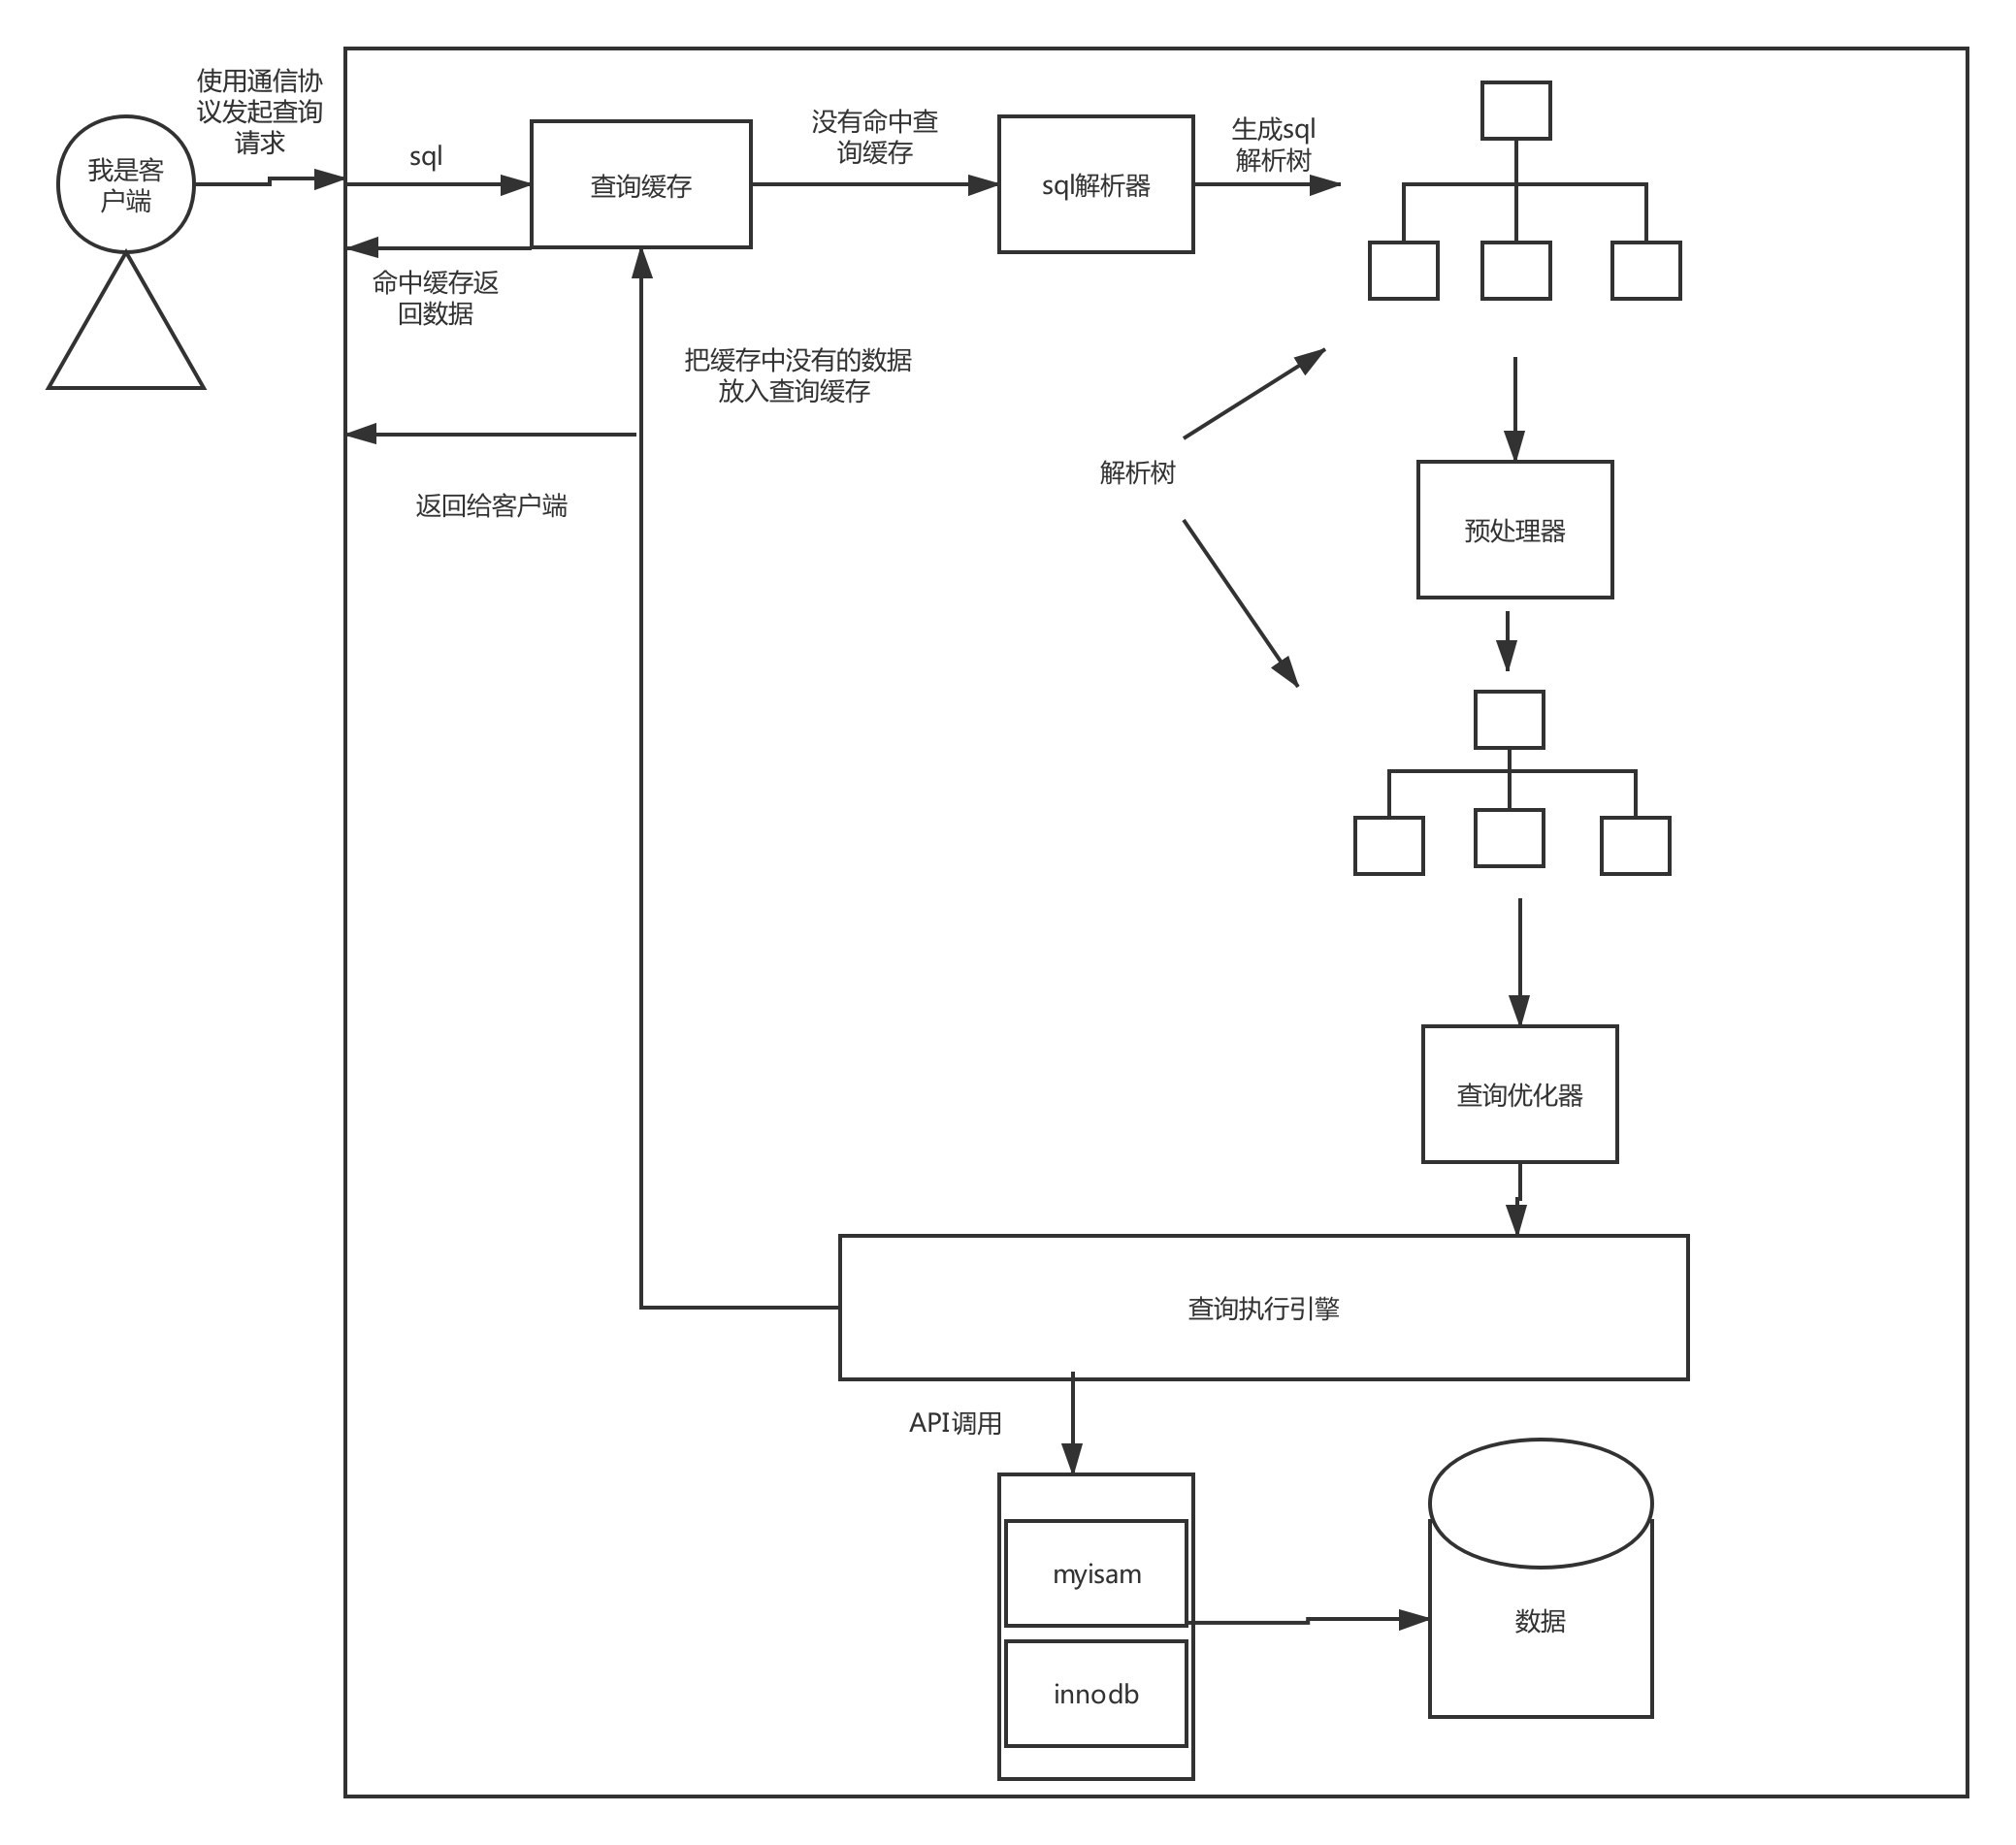 使用通信协
议发起查询
请求
我是客
户端
sql
查询缓存
没有命中查
询缓存
sql解析器
生成sql
解析树
命中缓存返
回数据
把缓存中没有的数据
放入查询缓存
返回给客户端
解析树
预处理器
查询优化器
查询执行引擎
API调用
myisam
innodb
数据